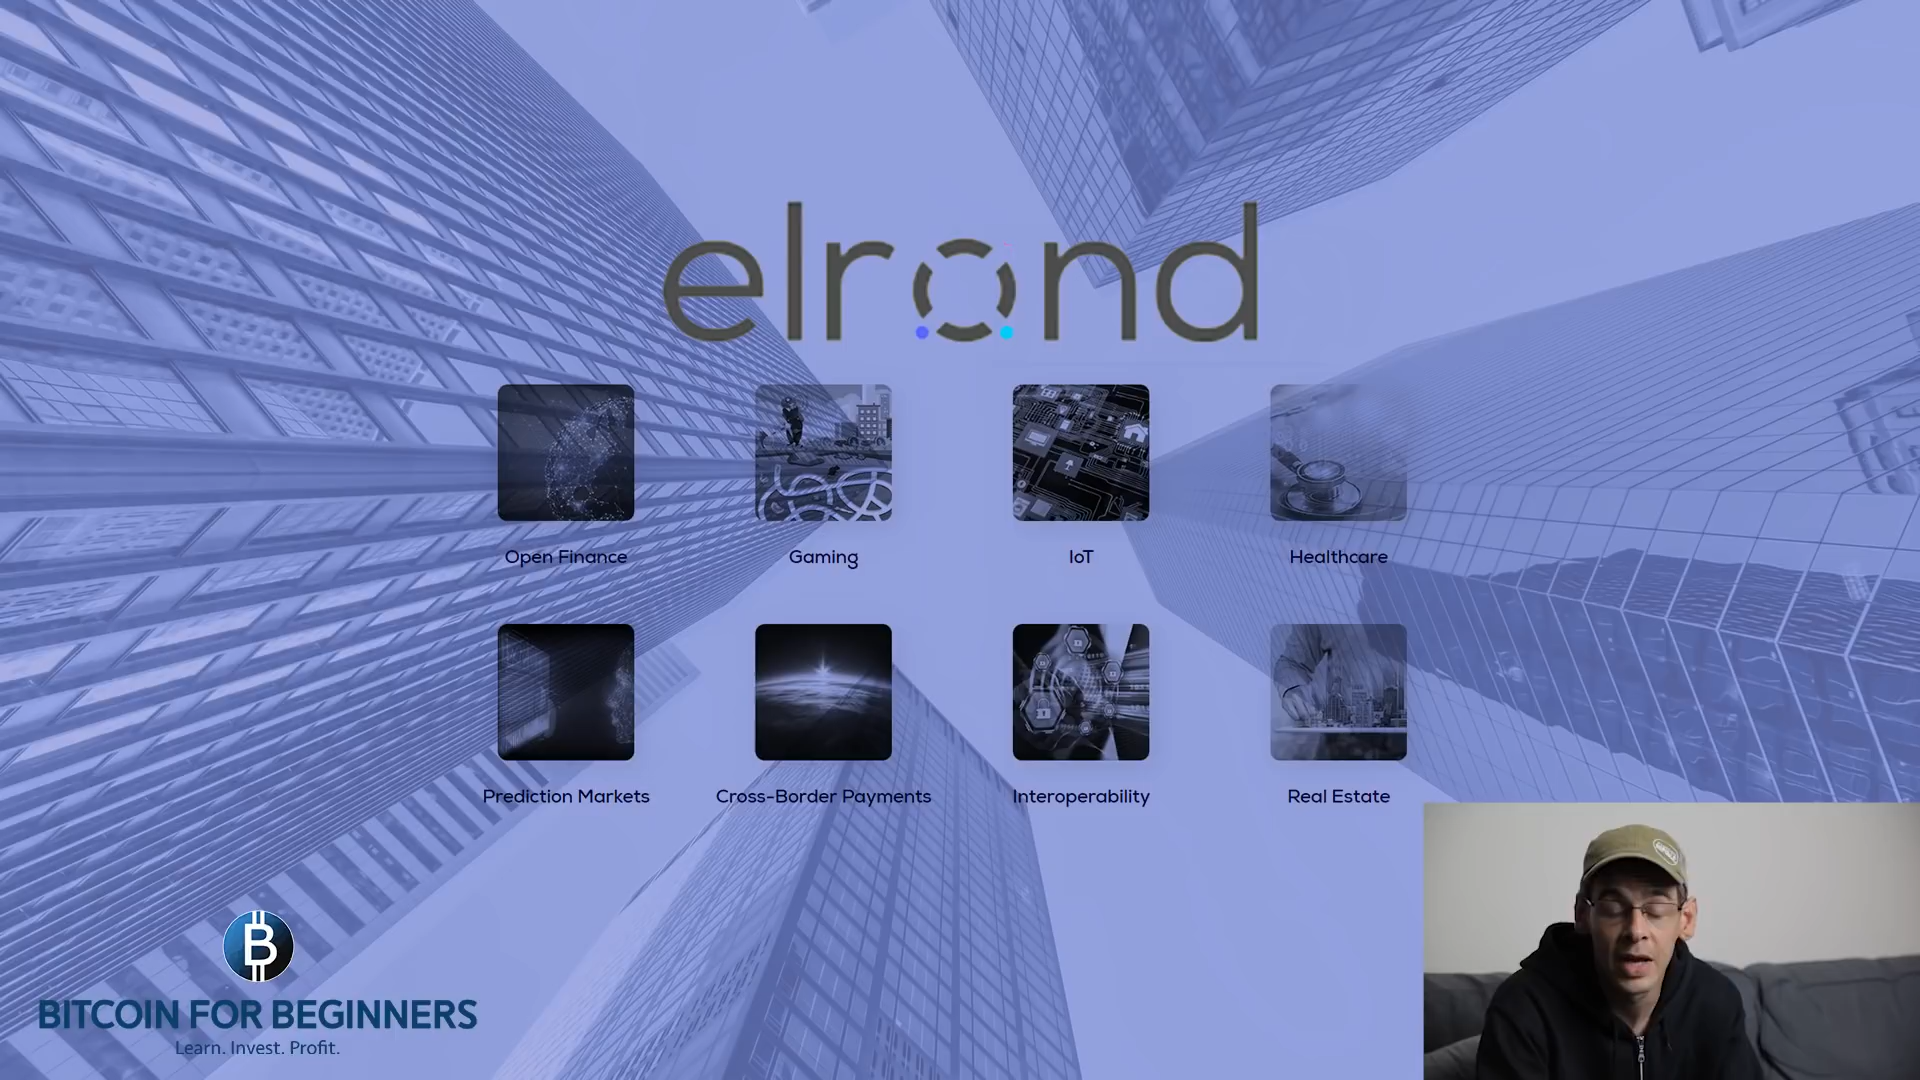 elrond
Open Finance
Gaming
IoT
Healthcare
Prediction Markets
Cross-Border Payments
Interoperability
Real Estate
BITCOIN FOR BEGINNERS
Learn. Invest. Profit.